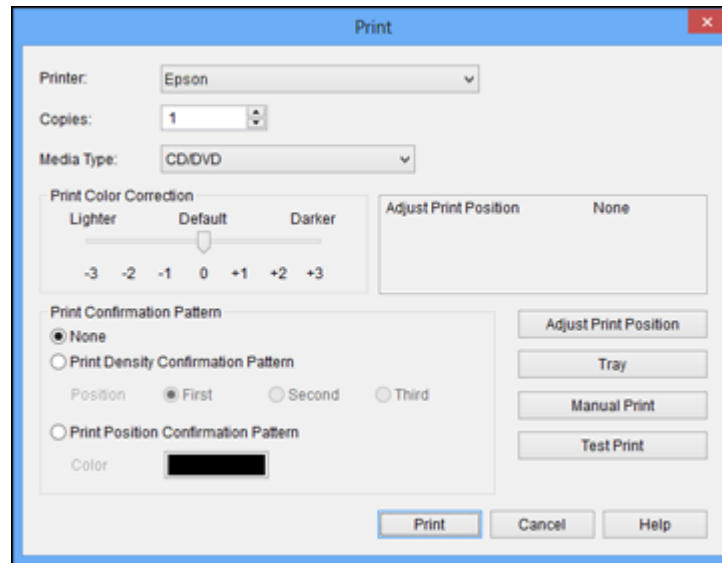 Print
Printer: Epson
Copies: 1
Media Type: CD/DVD
Print Color Correction
Lighter Default Darker
-3 -2 -1 0 +1 +2 +3
Adjust Print Position None
Print Confirmation Pattern
None
Print Density Confirmation Pattern
Position First Second Third
Print Position Confirmation Pattern
Color
Adjust Print Position
Tray
Manual Print
Test Print
Print Cancel Help